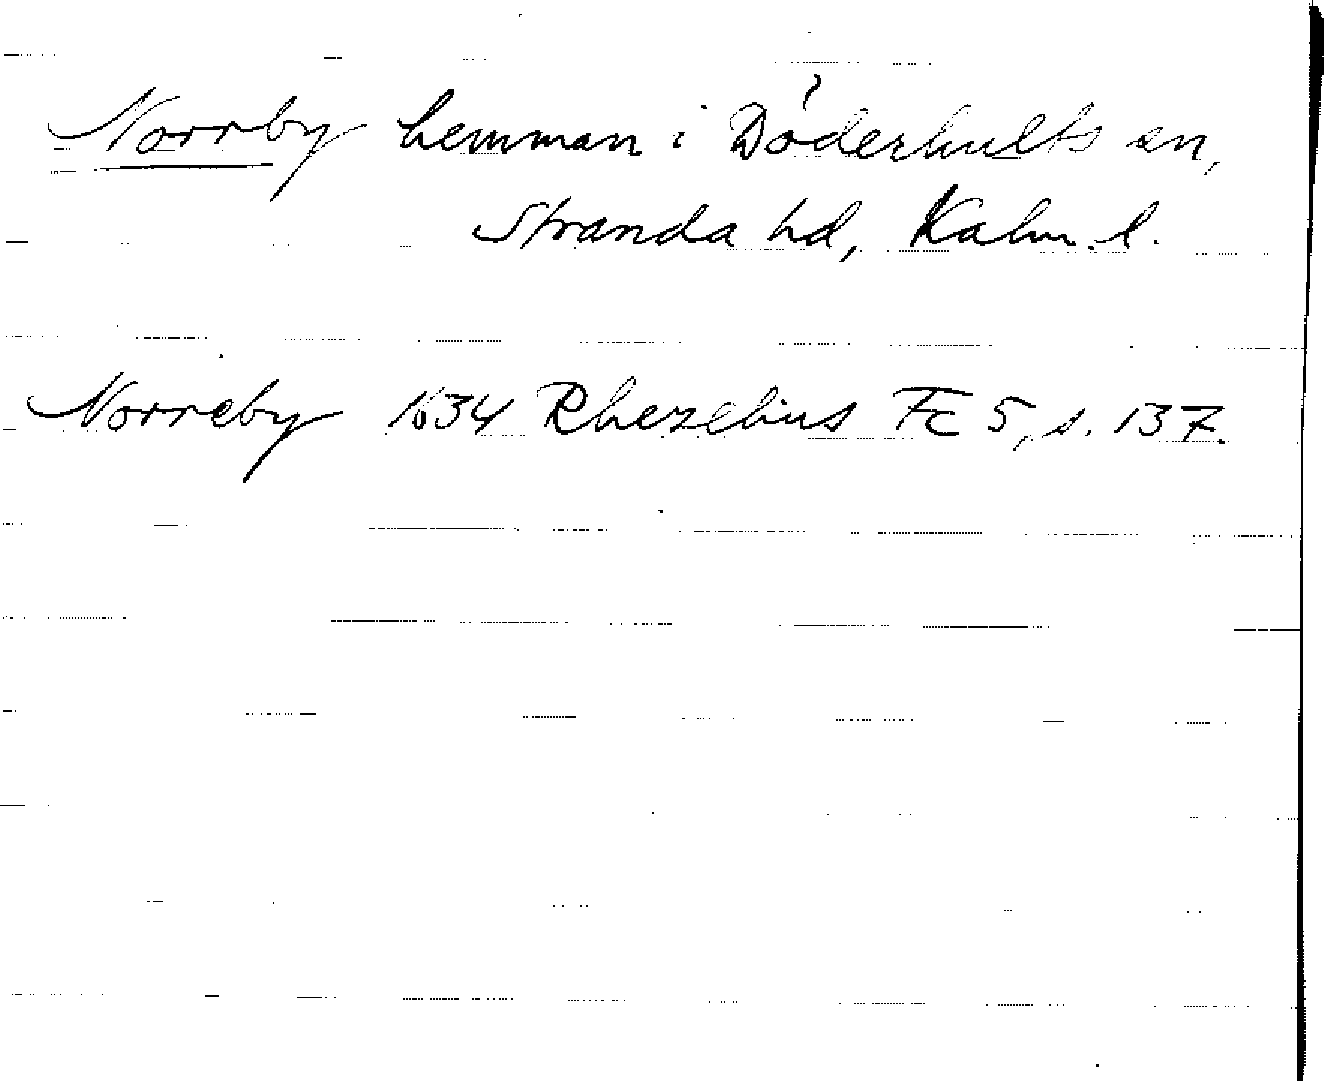 Norrby hemman i Döderhults sn,
Stranda hd, Kalm. l.
Norreby 1634 Rhezelius Fc 5, s. 137.